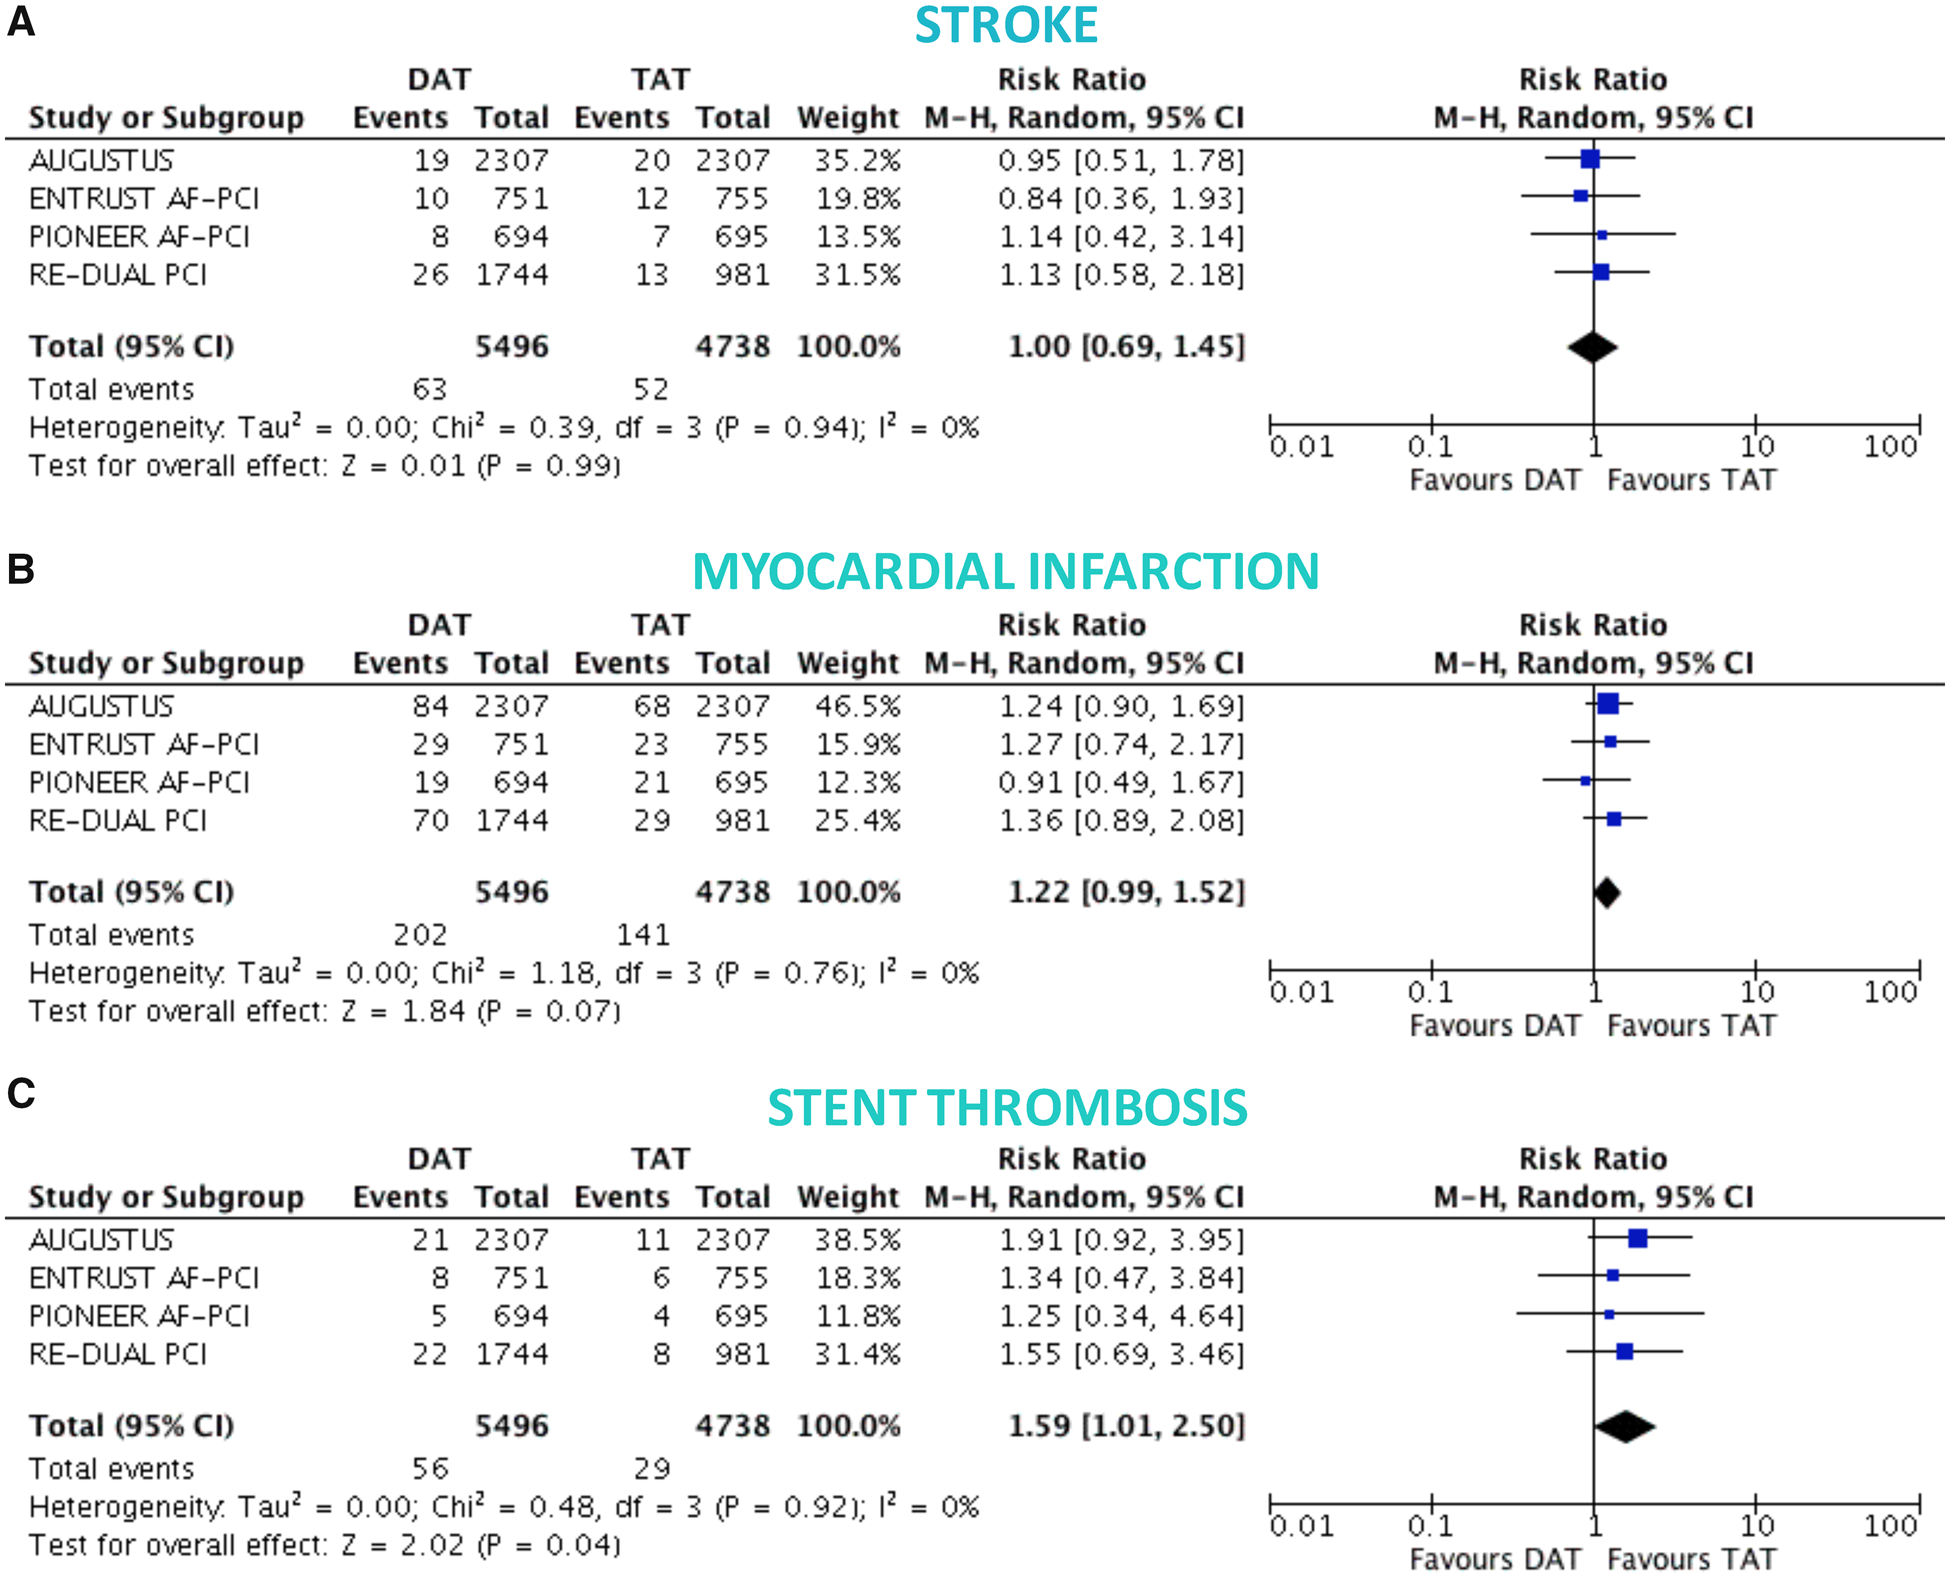 A
STROKE
DAT TAT Risk Ratio Risk Ratio
Study or Subgroup Events Total Events Total Weight M-H, Random, 95% CI M-H, Random, 95% CI
AUGUSTUS 19 2307 20 2307 35.2% 0.95 [0.51, 1.78]
ENTRUST AF-PCI 10 751 12 755 19.8% 0.84 [0.36, 1.93]
PIONEER AF-PCI 8 694 7 695 13.5% 1.14 [0.42, 3.14]
RE-DUAL PCI 26 1744 13 981 31.5% 1.13 [0.58, 2.18]
Total (95% CI) 5496 4738 100.0% 1.00 [0.69, 1.45]
Total events 63 52
Heterogeneity: Tau² = 0.00; Chi² = 0.39, df = 3 (P = 0.94); I² = 0%
Test for overall effect: Z = 0.01 (P = 0.99)
0.01 0.1 1 10 100
Favours DAT Favours TAT
B
MYOCARDIAL INFARCTION
DAT TAT Risk Ratio Risk Ratio
Study or Subgroup Events Total Events Total Weight M-H, Random, 95% CI M-H, Random, 95% CI
AUGUSTUS 84 2307 68 2307 46.5% 1.24 [0.90, 1.69]
ENTRUST AF-PCI 29 751 23 755 15.9% 1.27 [0.74, 2.17]
PIONEER AF-PCI 19 694 21 695 12.3% 0.91 [0.49, 1.67]
RE-DUAL PCI 70 1744 29 981 25.4% 1.36 [0.89, 2.08]
Total (95% CI) 5496 4738 100.0% 1.22 [0.99, 1.52]
Total events 202 141
Heterogeneity: Tau² = 0.00; Chi² = 1.18, df = 3 (P = 0.76); I² = 0%
Test for overall effect: Z = 1.84 (P = 0.07)
0.01 0.1 1 10 100
Favours DAT Favours TAT
C
STENT THROMBOSIS
DAT TAT Risk Ratio Risk Ratio
Study or Subgroup Events Total Events Total Weight M-H, Random, 95% CI M-H, Random, 95% CI
AUGUSTUS 21 2307 11 2307 38.5% 1.91 [0.92, 3.95]
ENTRUST AF-PCI 8 751 6 755 18.3% 1.34 [0.47, 3.84]
PIONEER AF-PCI 5 694 4 695 11.8% 1.25 [0.34, 4.64]
RE-DUAL PCI 22 1744 8 981 31.4% 1.55 [0.69, 3.46]
Total (95% CI) 5496 4738 100.0% 1.59 [1.01, 2.50]
Total events 56 29
Heterogeneity: Tau² = 0.00; Chi² = 0.48, df = 3 (P = 0.92); I² = 0%
Test for overall effect: Z = 2.02 (P = 0.04)
0.01 0.1 1 10 100
Favours DAT Favours TAT